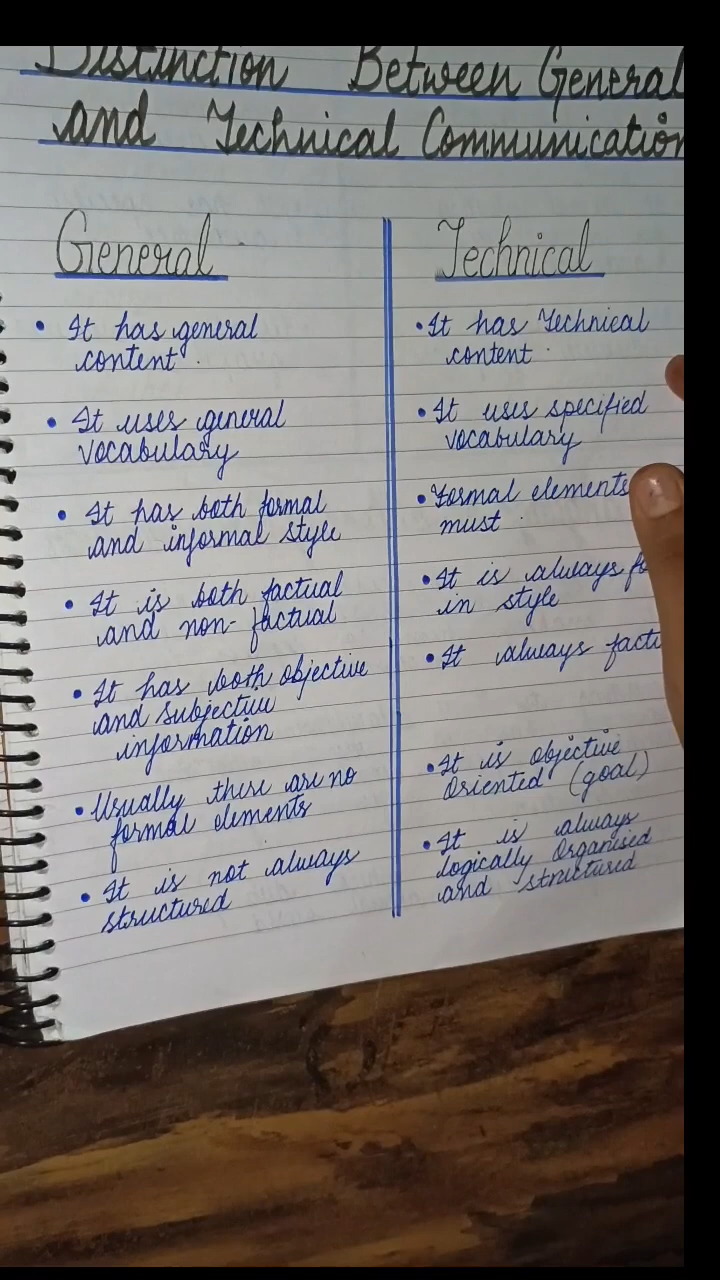 Distinction Between General
and Technical Communication
General
• It has general
content.
• It uses general
vocabulary
• It has both formal
and informal style
• It is both factual
and non-factual
• It has both objective
and subjective
information
• Usually there are no
formal elements
• It is not always
structured
Technical
• It has Technical
content.
• It uses specified
vocabulary
• Formal elements
must.
• It is always
in style
• It always
• It is objective
Oriented (goal)
• It is always
logically Organised
and structured